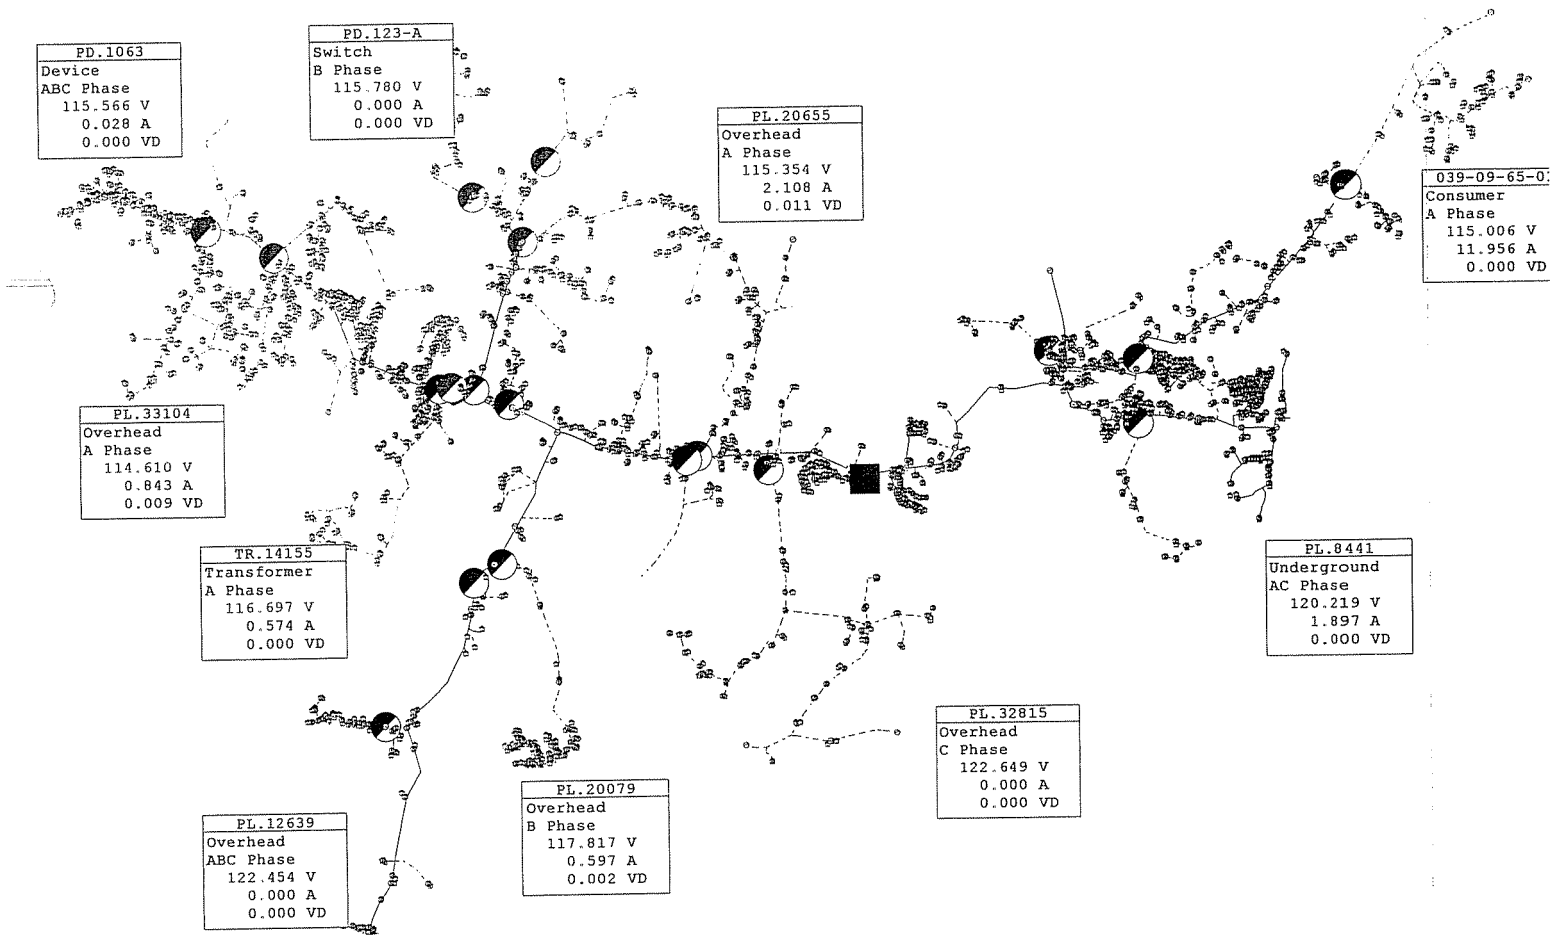 PD.1063
Device
ABC Phase
115.566 V
0.028 A
0.000 VD
PD.123-A
Switch
B Phase
115.780 V
0.000 A
0.000 VD
PL.20655
Overhead
A Phase
115.354 V
2.108 A
0.011 VD
Consumer
A Phase
115.006 V
11.956 A
0.000 VD
PL.33104
Overhead
A Phase
114.610 V
0.843 A
0.009 VD
TR.14155
Transformer
A Phase
116.697 V
0.574 A
0.000 VD
PL.8441
Underground
AC Phase
120.219 V
1.897 A
0.000 VD
PL.32815
Overhead
C Phase
122.649 V
0.000 A
0.000 VD
PL.20079
Overhead
B Phase
117.817 V
0.597 A
0.002 VD
PL.12639
Overhead
ABC Phase
122.454 V
0.000 A
0.000 VD